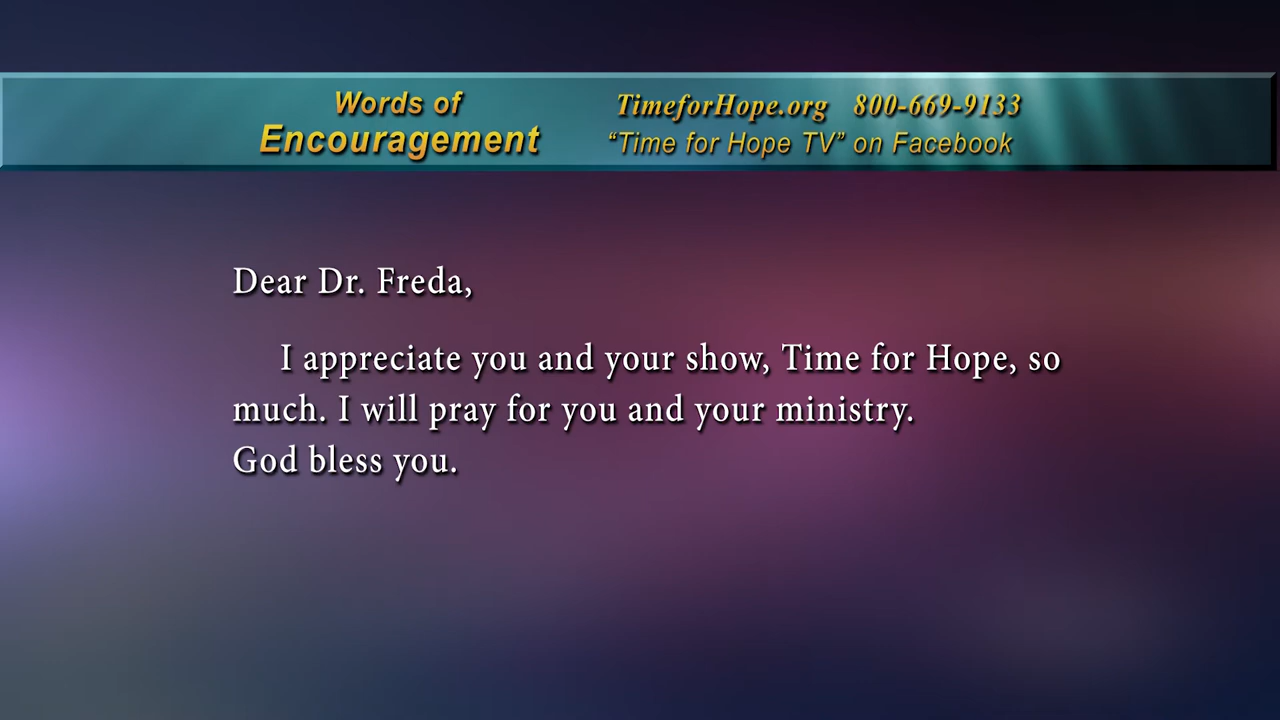 Words of
Encouragement
TimeforHope.org 800-669-9133
“Time for Hope TV” on Facebook
Dear Dr. Freda,
I appreciate you and your show, Time for Hope, so
much. I will pray for you and your ministry.
God bless you.